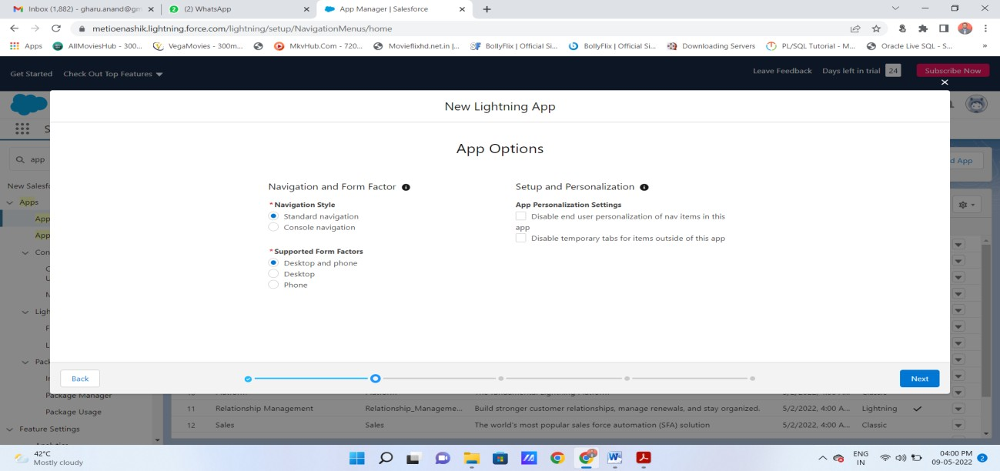 Inbox (1,882) - gharu.anand@gm
(2) WhatsApp
App Manager | Salesforce
metioenashik.lightning.force.com/lightning/setup/NavigationMenus/home
Apps
AllMoviesHub - 300...
VegaMovies - 300m...
MkvHub.Com - 720...
Movieflixhd.net.in |...
BollyFlix | Official Si...
BollyFlix | Official Si...
Downloading Servers
PL/SQL Tutorial - M...
Oracle Live SQL - S...
Get Started
Check Out Top Features
Leave Feedback
Days left in trial 24
Subscribe Now
New Lightning App
App Options
app
d App
New Salesfo
Apps
App
App
Con
Ligh
Pack
Package Manager
Package Usage
Feature Settings
Navigation and Form Factor
*Navigation Style
Standard navigation
Console navigation
*Supported Form Factors
Desktop and phone
Desktop
Phone
Setup and Personalization
App Personalization Settings
Disable end user personalization of nav items in this
app
Disable temporary tabs for items outside of this app
Back
Next
11 Relationship Management Relationship_Manageme... Build stronger customer relationships, manage renewals, and stay organized. 5/2/2022, 4:00 A... Lightning
12 Sales Sales The world's most popular sales force automation (SFA) solution 5/2/2022, 4:00 A... Classic
42°C
Mostly cloudy
ENG
IN
04:00 PM
09-05-2022
2